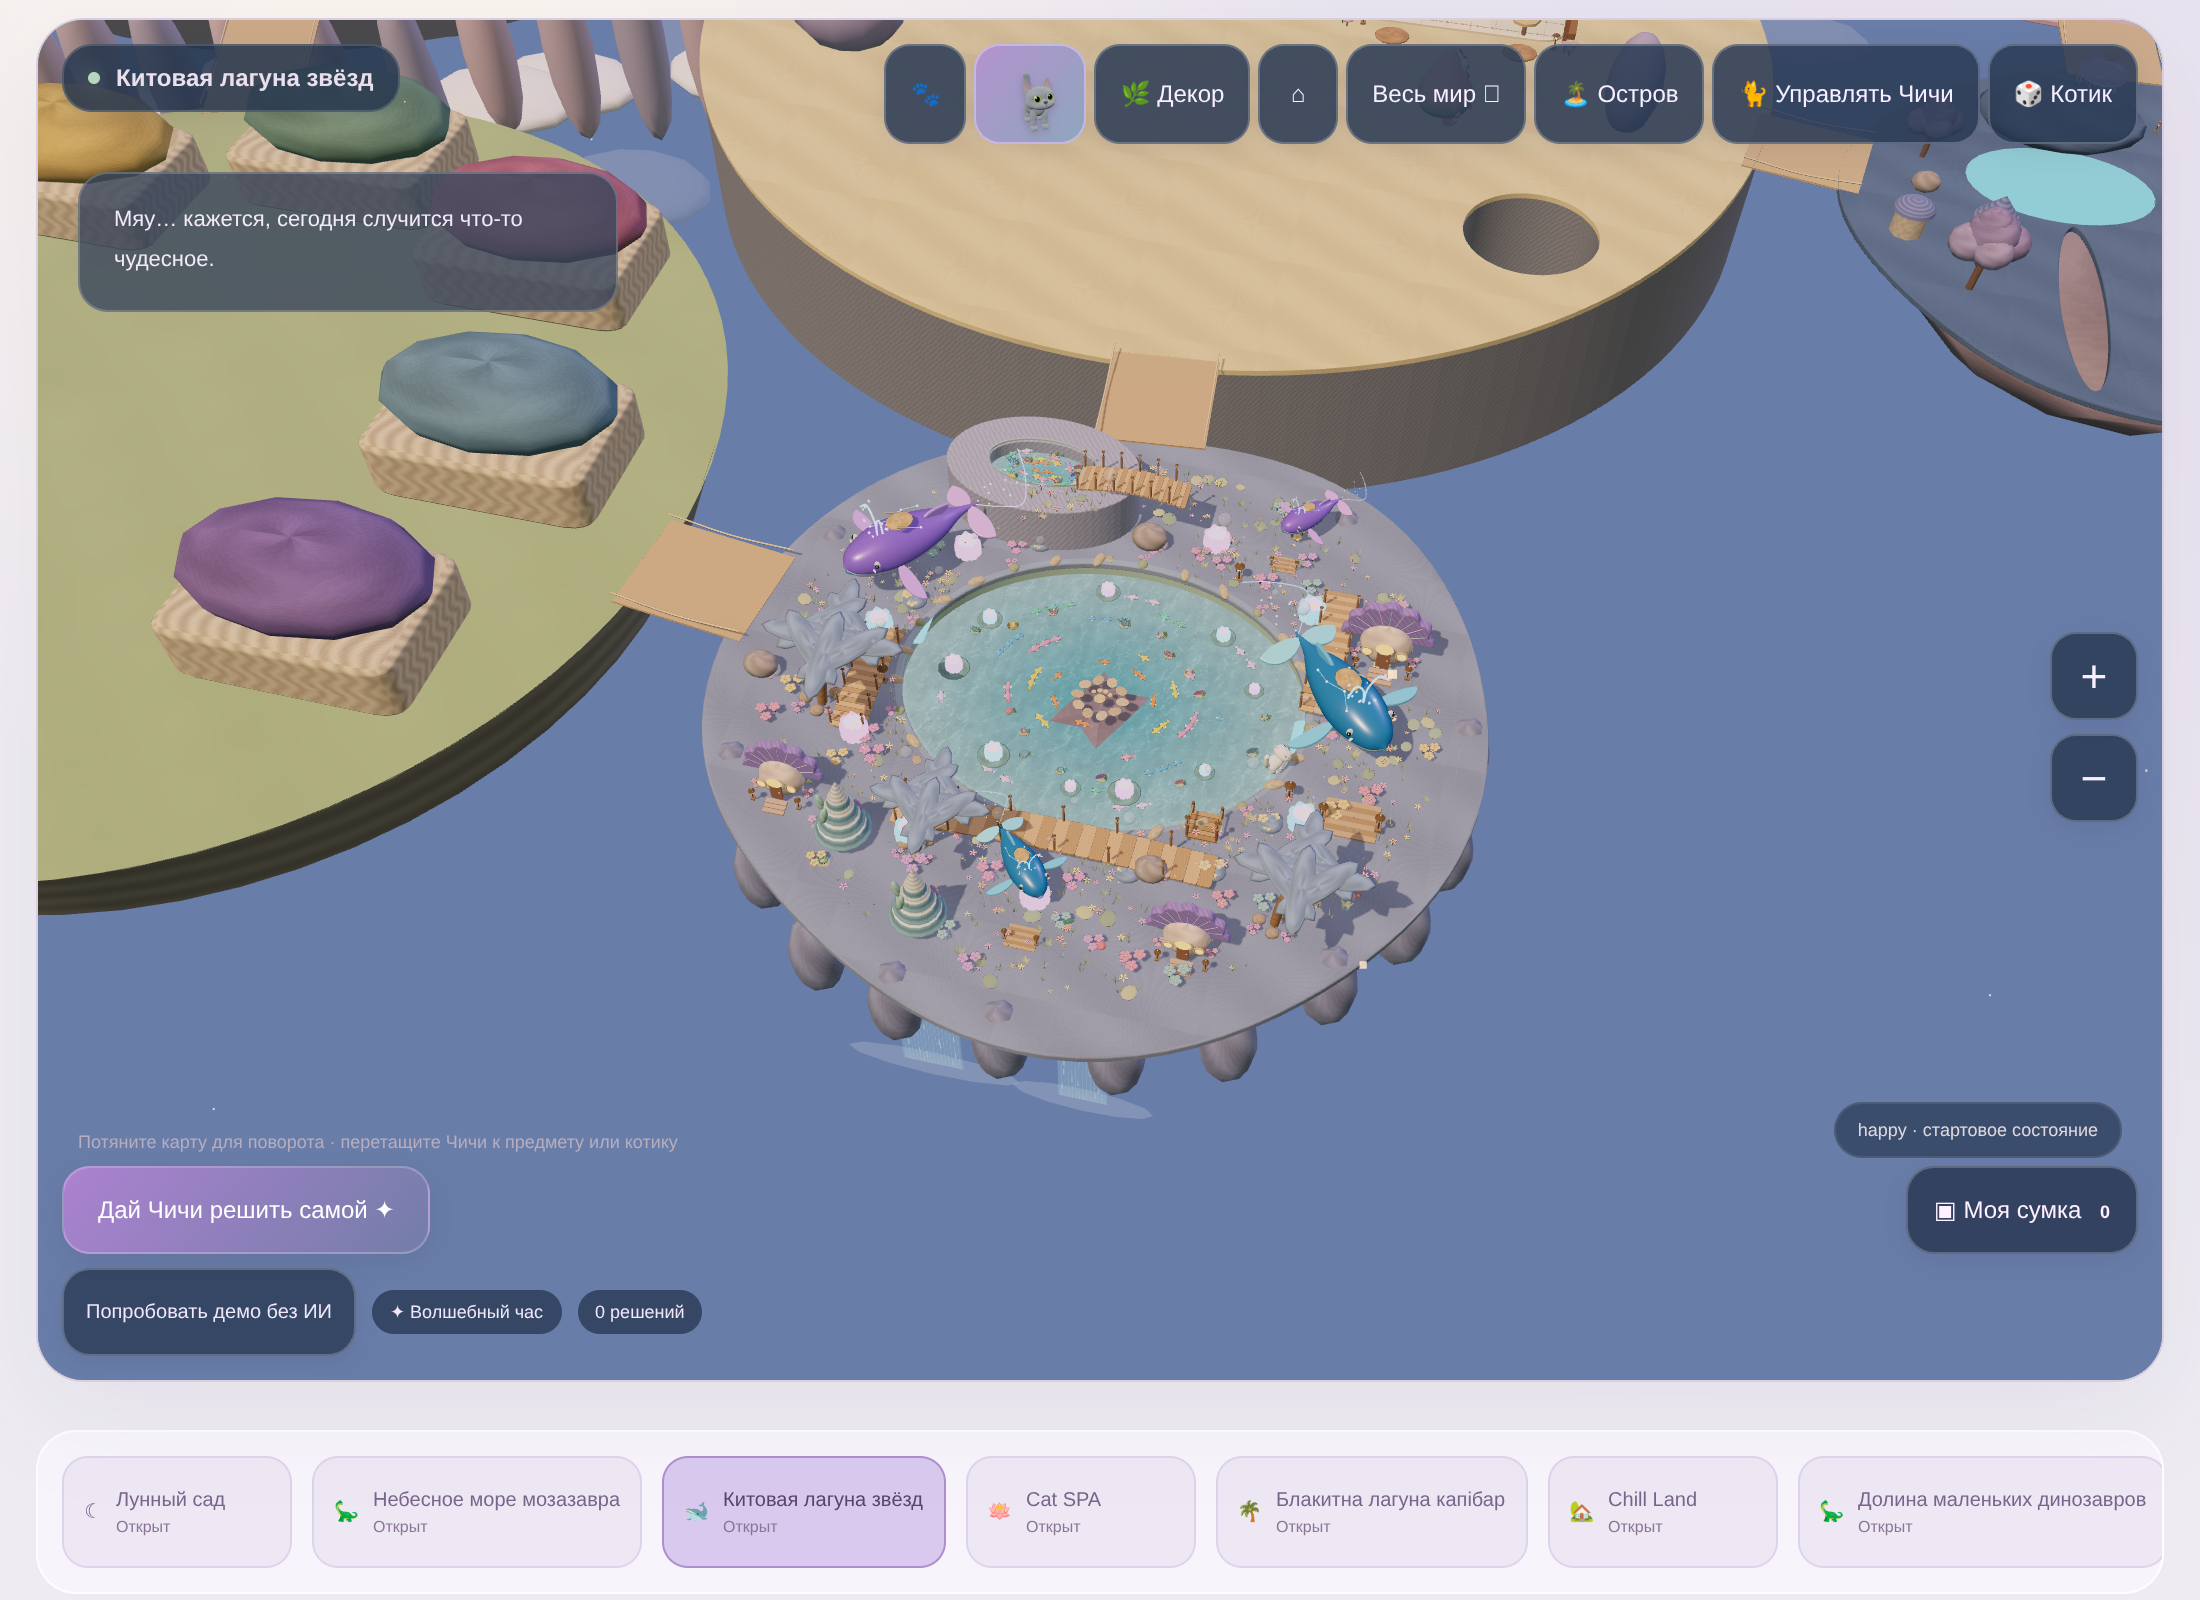 Китовая лагуна звёзд
Декор
Весь мир
Остров
Управлять Чичи
Котик
Мяу… кажется, сегодня случится что-то
чудесное.
+
−
Потяните карту для поворота · перетащите Чичи к предмету или котику
happy · стартовое состояние
Дай Чичи решить самой ✦
Моя сумка 0
Попробовать демо без ИИ
✦ Волшебный час
0 решений
Лунный сад
Открыт
Небесное море мозазавра
Открыт
Китовая лагуна звёзд
Открыт
Cat SPA
Открыт
Блакитна лагуна капібар
Открыт
Chill Land
Открыт
Долина маленьких динозавров
Открыт